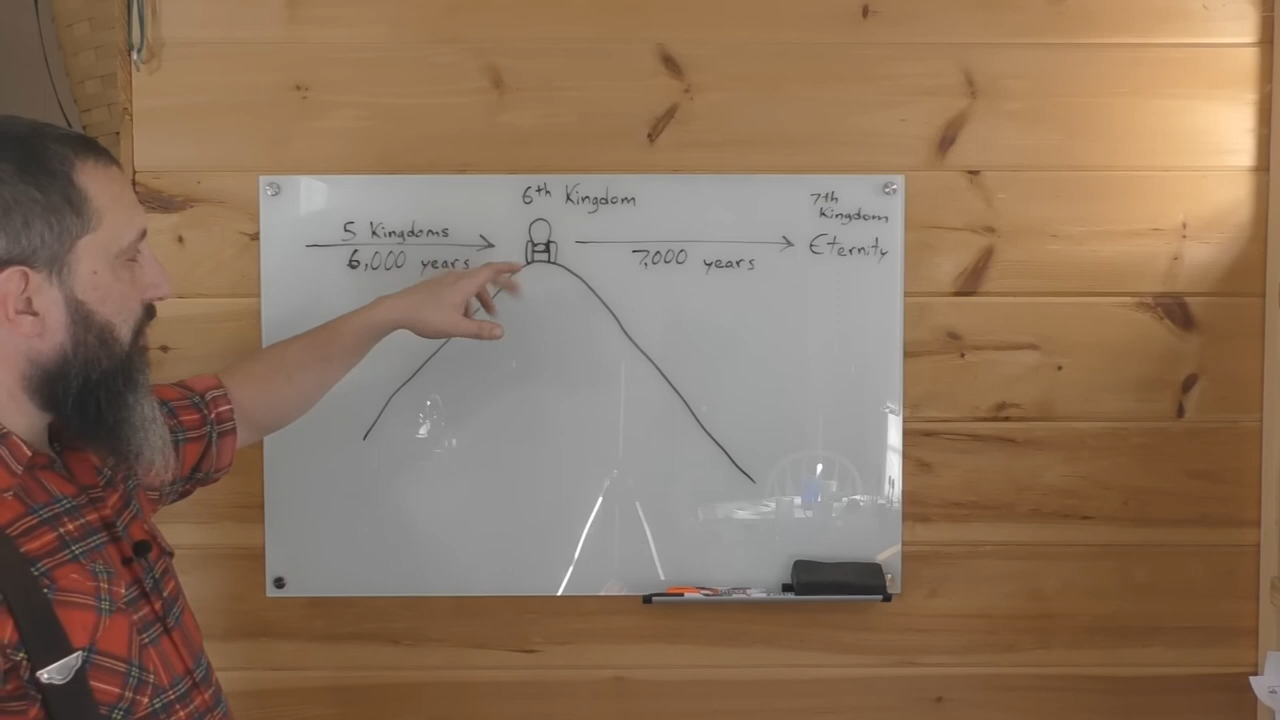 6th Kingdom
5 Kingdoms
6,000 years
7,000 years
7th
Kingdom
Eternity